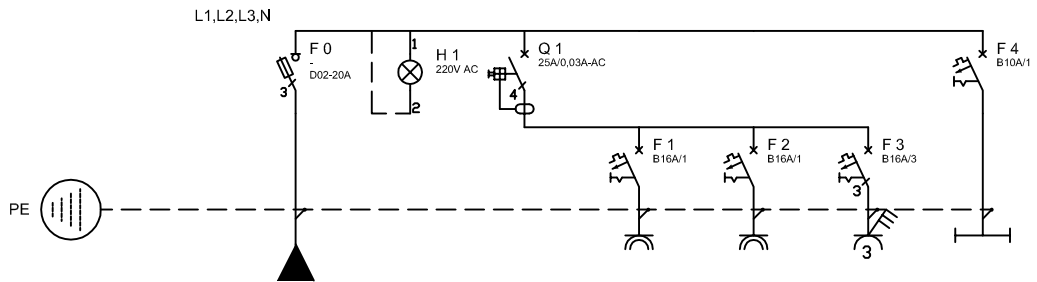 L1,L2,L3,N
F 0
-
D02-20A
3
1
H 1
220V AC
2
Q 1
25A/0,03A-AC
4
F 4
B10A/1
F 1
B16A/1
F 2
B16A/1
F 3
B16A/3
3
PE
3